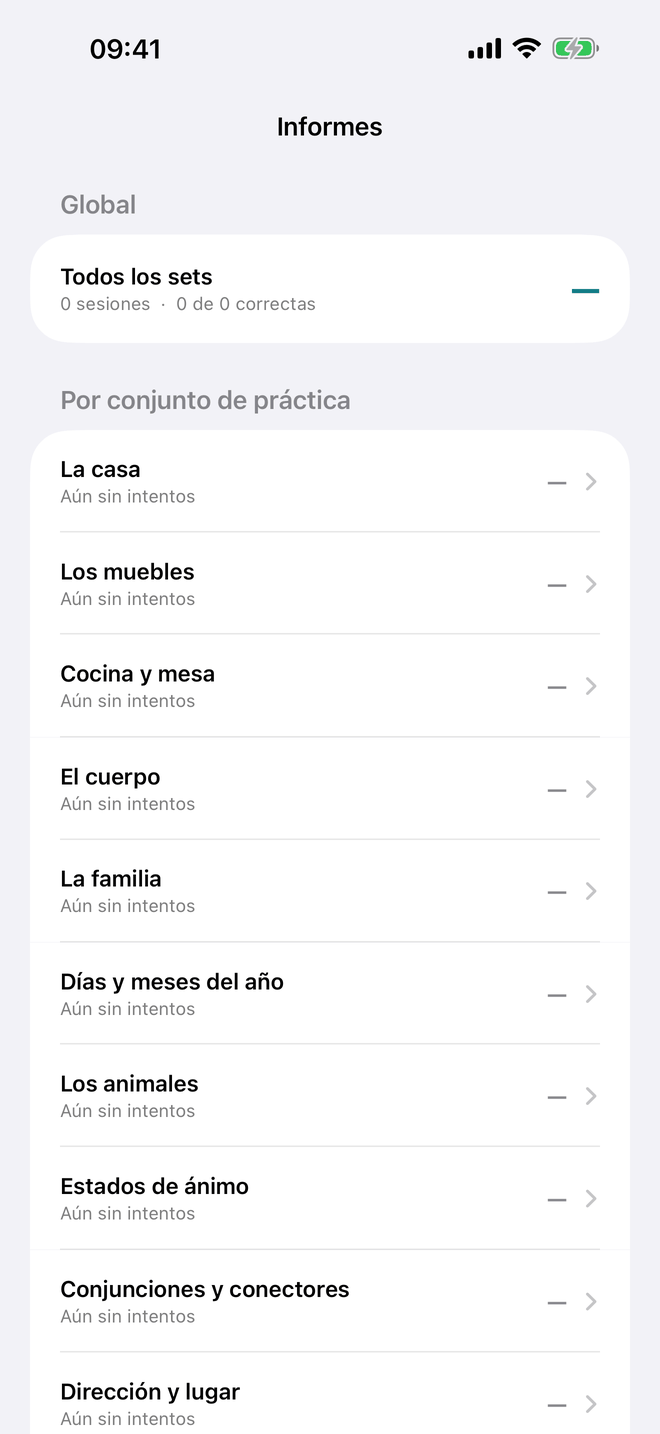 09:41
Informes
Global
Todos los sets
0 sesiones · 0 de 0 correctas
—
Por conjunto de práctica
La casa
Aún sin intentos
—
Los muebles
Aún sin intentos
—
Cocina y mesa
Aún sin intentos
—
El cuerpo
Aún sin intentos
—
La familia
Aún sin intentos
—
Días y meses del año
Aún sin intentos
—
Los animales
Aún sin intentos
—
Estados de ánimo
Aún sin intentos
—
Conjunciones y conectores
Aún sin intentos
—
Dirección y lugar
Aún sin intentos
—